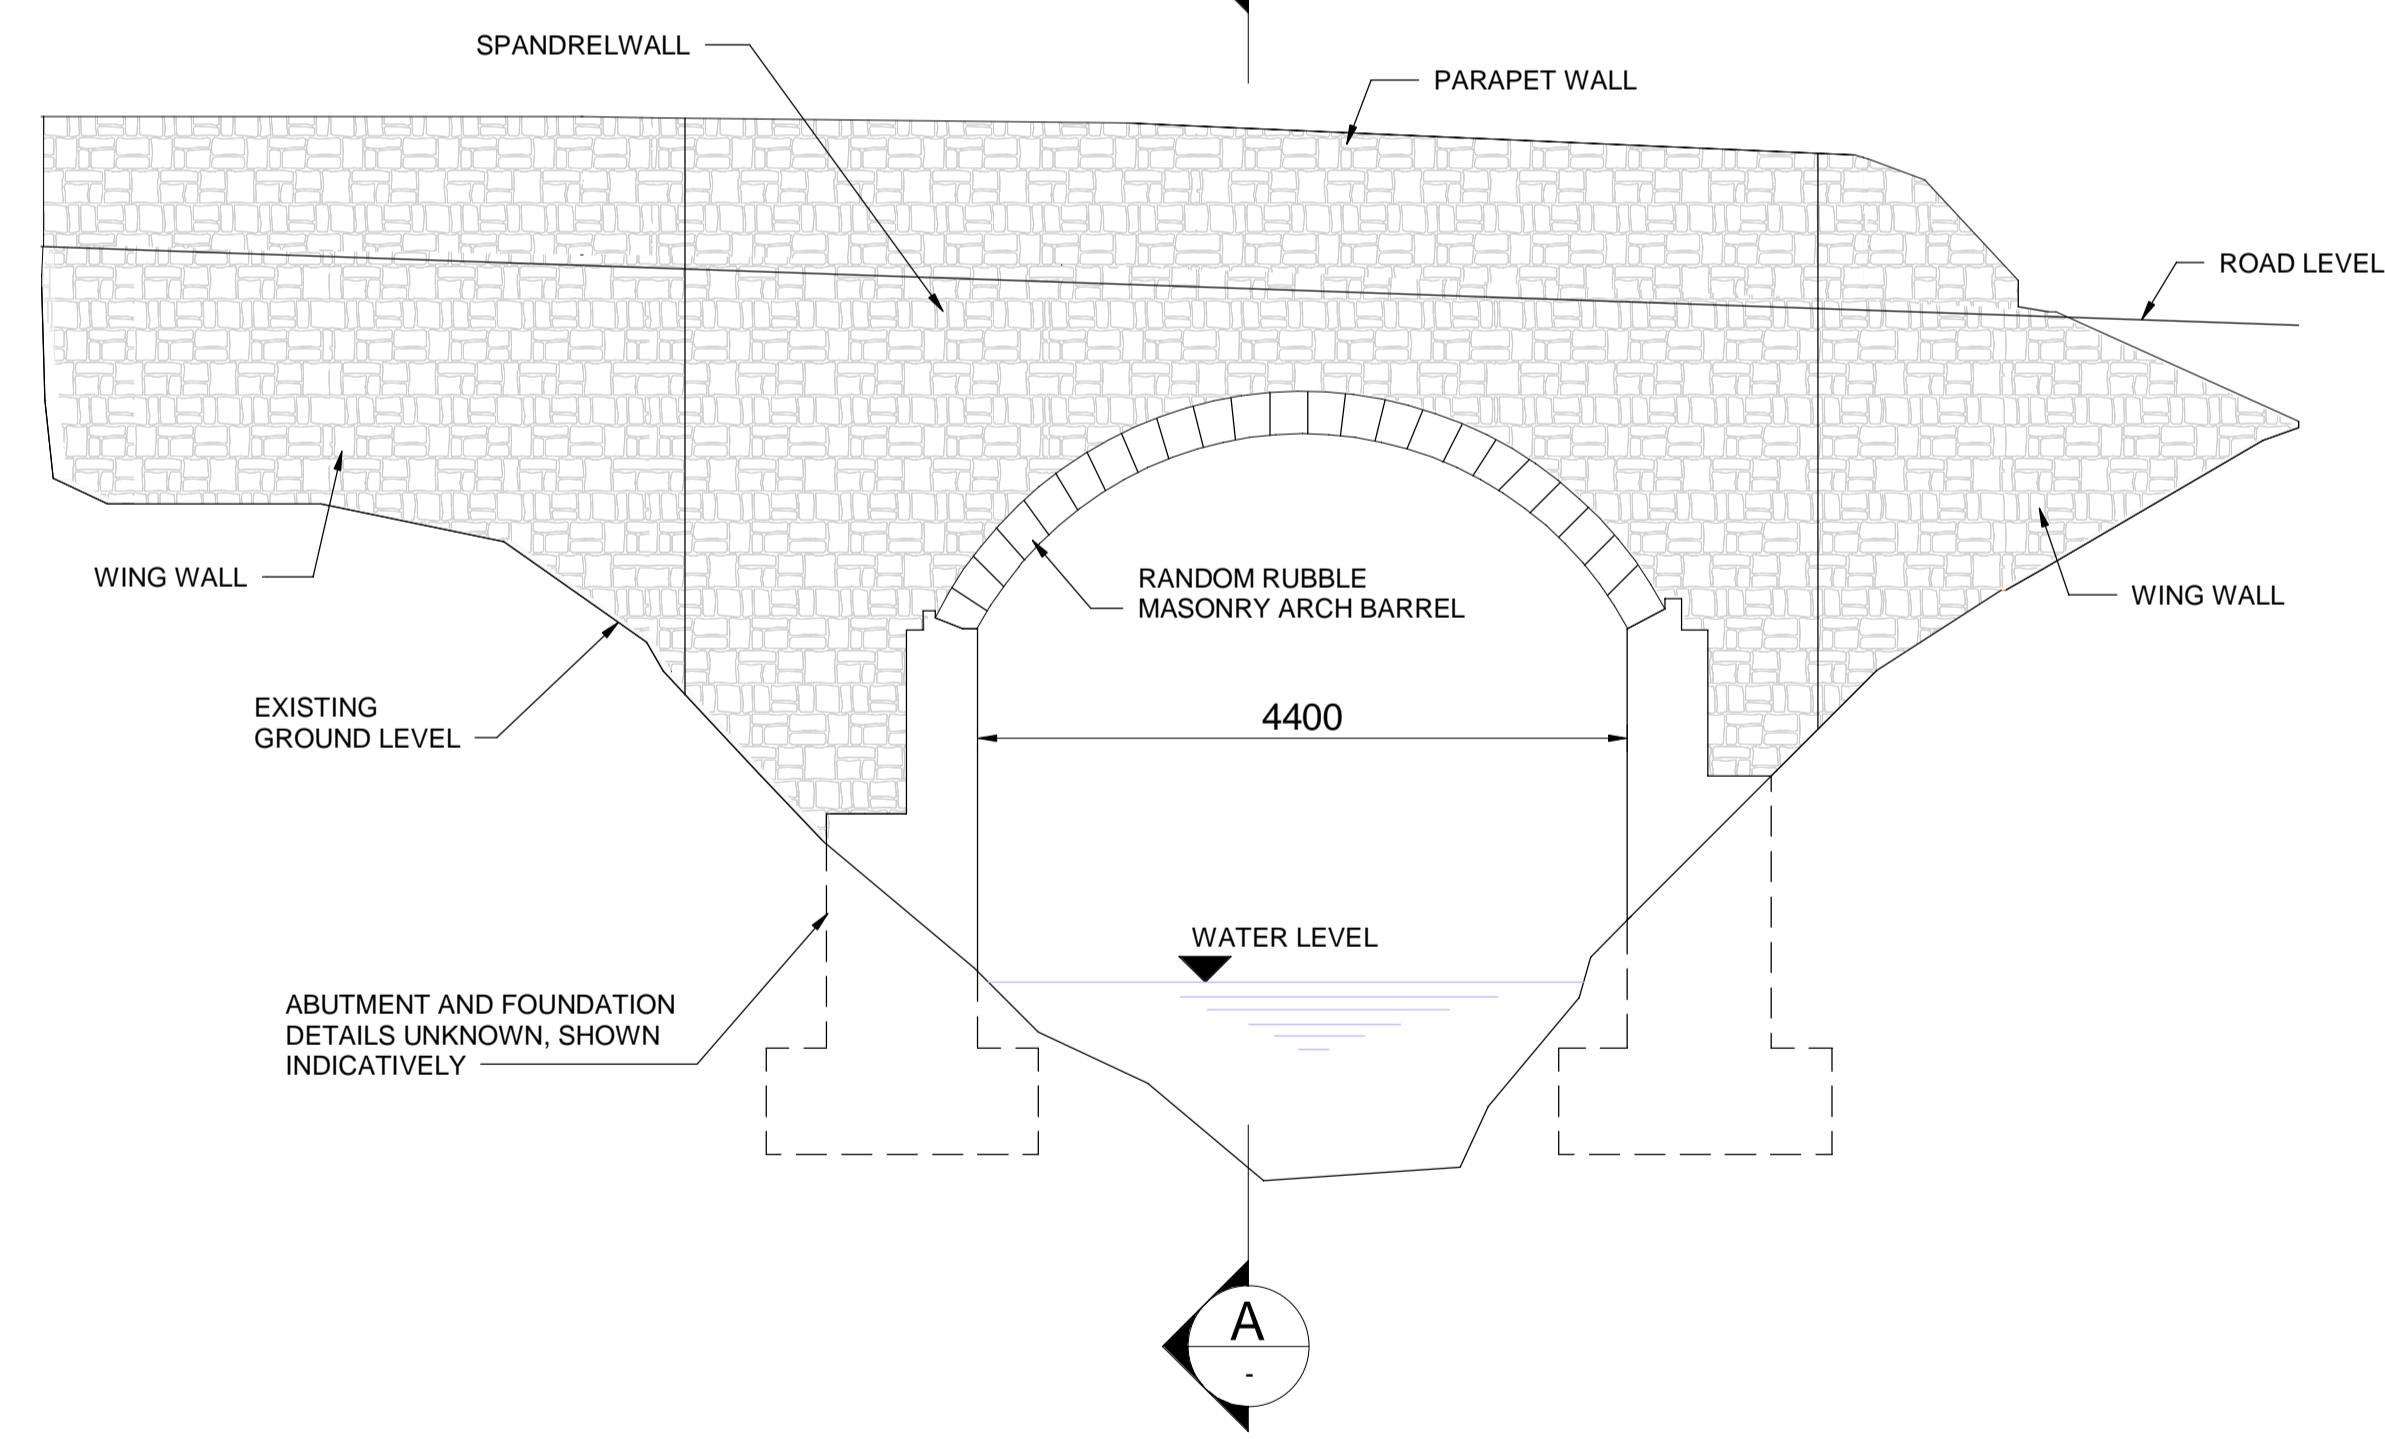 SPANDRELWALL
PARAPET WALL
ROAD LEVEL
WING WALL
RANDOM RUBBLE
MASONRY ARCH BARREL
WING WALL
EXISTING
GROUND LEVEL
4400
WATER LEVEL
ABUTMENT AND FOUNDATION
DETAILS UNKNOWN, SHOWN
INDICATIVELY
A
-